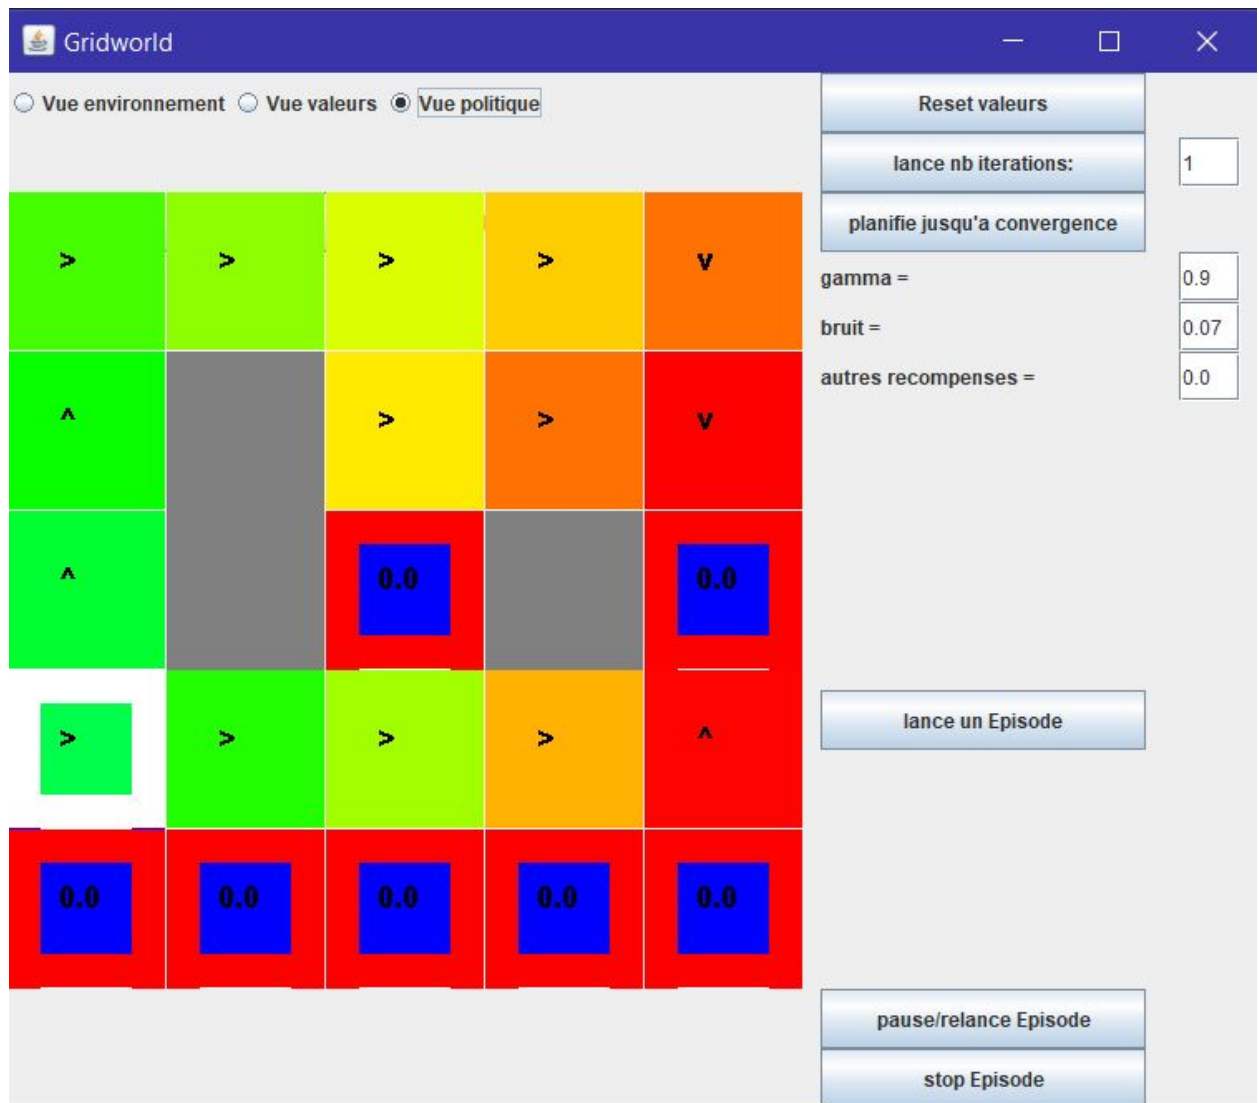 Gridworld
Vue environnement Vue valeurs Vue politique
Reset valeurs
lance nb iterations: 1
planifie jusqu'a convergence
gamma = 0.9
bruit = 0.07
autres recompenses = 0.0
> > > > v
^ > > v
^ 0.0 0.0
> > > > ^
0.0 0.0 0.0 0.0 0.0
lance un Episode
pause/relance Episode
stop Episode